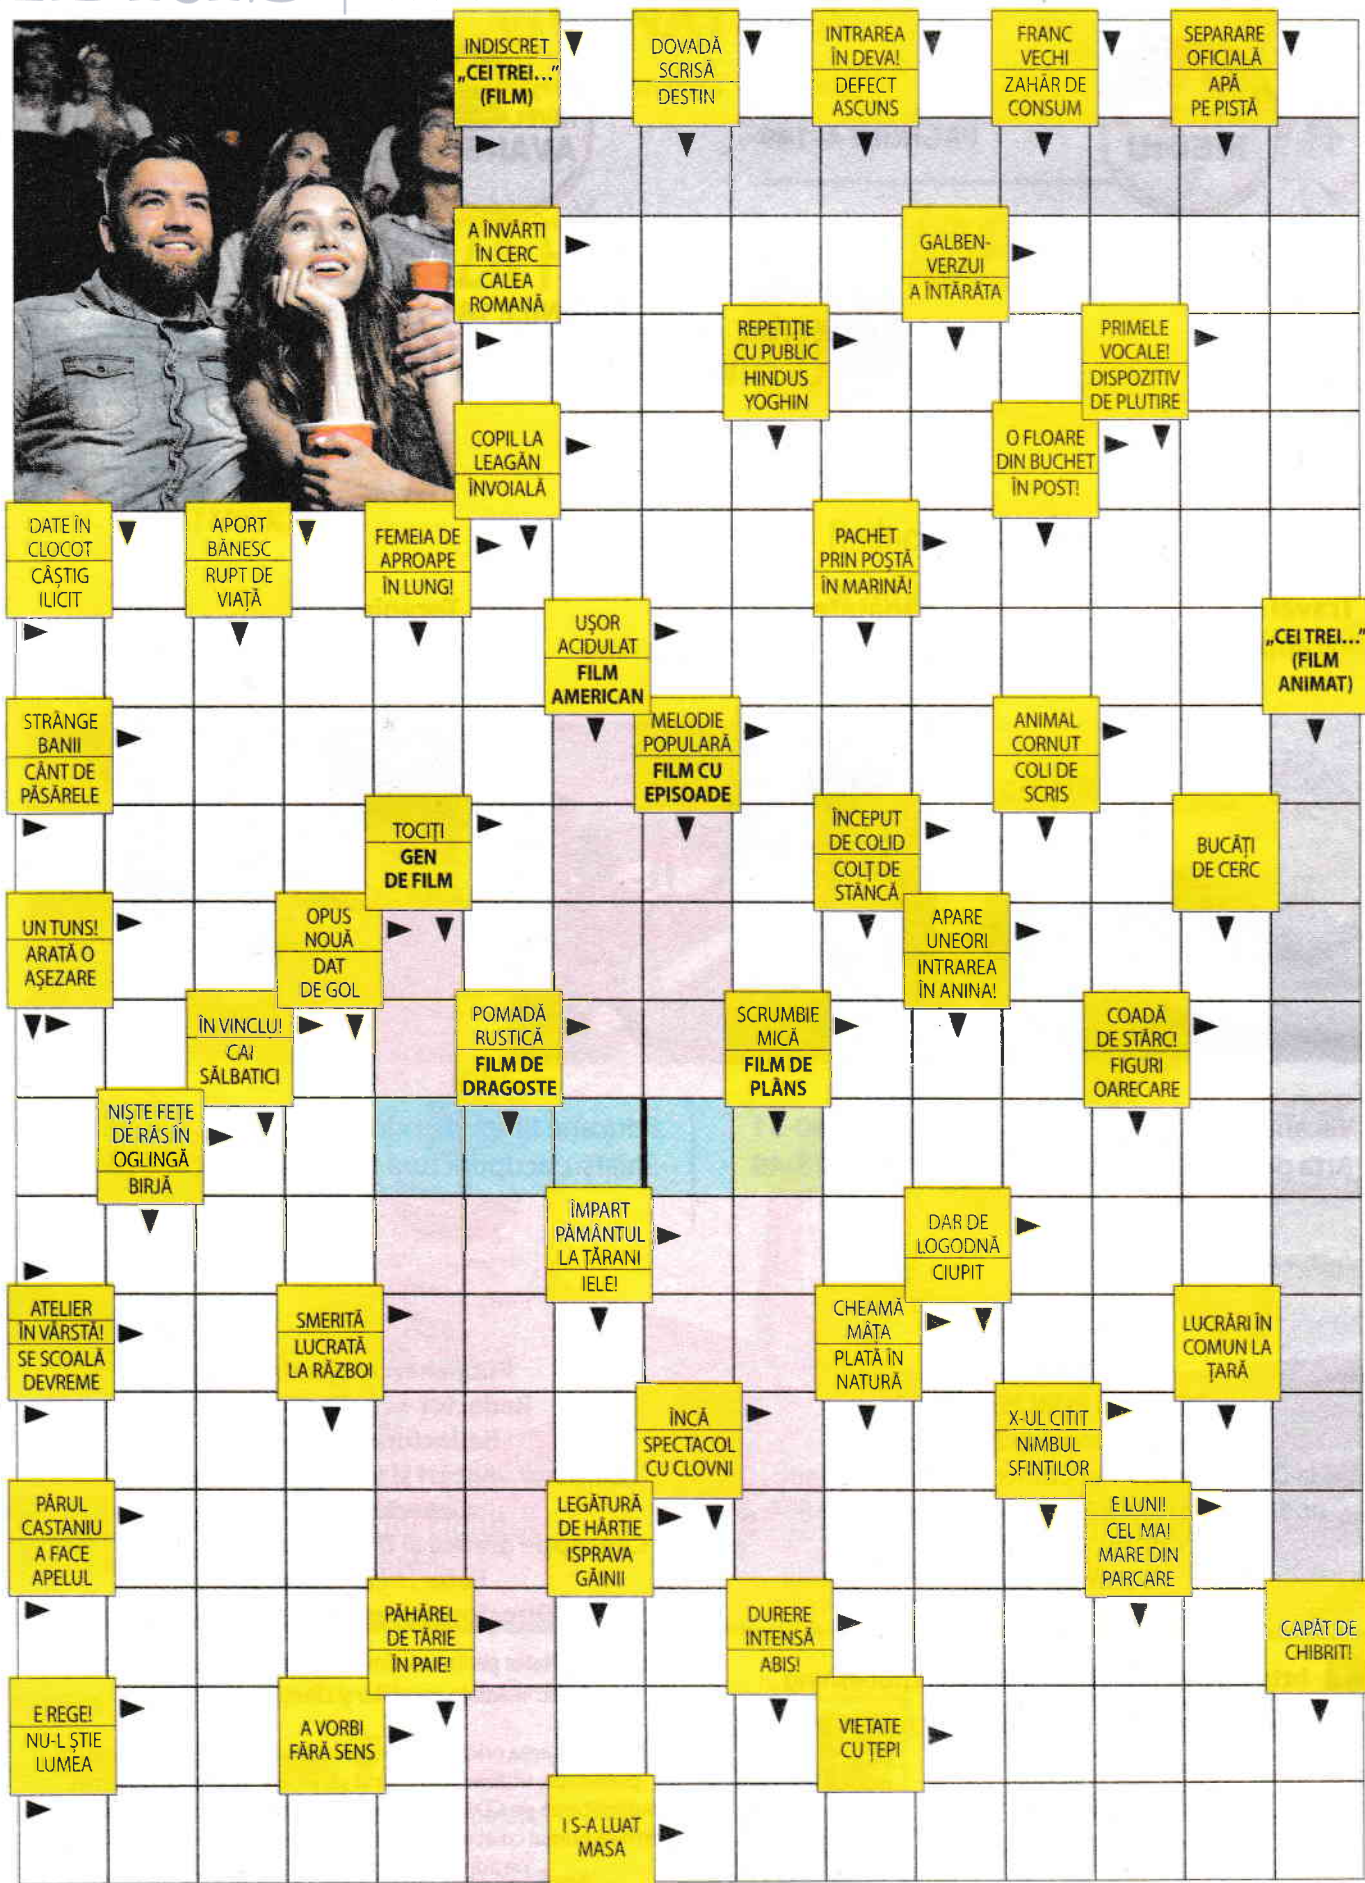 INDISCRET
„CEI TREI...”
(FILM)
DOVADĂ
SCRISĂ
DESTIN
INTRAREA
ÎN DEVA!
DEFECT
ASCUNS
FRANC
VECHI
ZAHĂR DE
CONSUM
SEPARARE
OFICIALĂ
APĂ
PE PISTĂ
A ÎNVÂRTI
ÎN CERC
CALEA
ROMANĂ
GALBEN-
VERZUI
A ÎNTĂRÂTA
REPETIȚIE
CU PUBLIC
HINDUS
YOGHIN
PRIMELE
VOCALE!
DISPOZITIV
DE PLUTIRE
COPIL LA
LEAGĂN
ÎNVOIALĂ
O FLOARE
DIN BUCHET
ÎN POST!
DATE ÎN
CLOCOT
CÂȘTIG
ILICIT
APORT
BĂNESC
RUPT DE
VIAȚĂ
FEMEIA DE
APROAPE
ÎN LUNG!
PACHET
PRIN POȘTĂ
ÎN MARINĂ!
UȘOR
ACIDULAT
FILM
AMERICAN
„CEI TREI...”
(FILM
ANIMAT)
STRÂNGE
BANII
CÂNT DE
PĂSĂRELE
MELODIE
POPULARĂ
FILM CU
EPISOADE
ANIMAL
CORNUT
COLI DE
SCRIS
TOCIȚI
GEN
DE FILM
ÎNCEPUT
DE COLID
COLȚ DE
STÂNCĂ
BUCĂȚI
DE CERC
UN TUNS!
ARATĂ O
AȘEZARE
OPUS
NOUĂ
DAT
DE GOL
APARE
UNEORI
INTRAREA
ÎN ANINA!
ÎN VINCLU!
CAI
SĂLBATICI
POMADĂ
RUSTICĂ
FILM DE
DRAGOSTE
SCRUMBIE
MICĂ
FILM DE
PLÂNS
COADĂ
DE STÂRC!
FIGURI
OARECARE
NIȘTE FEȚE
DE RÂS ÎN
OGLINGĂ
BIRJĂ
ÎMPART
PĂMÂNTUL
LA ȚĂRANI
IELE!
DAR DE
LOGODNĂ
CIUPIT
ATELIER
ÎN VÂRSTĂ!
SE SCOALĂ
DEVREME
SMERITĂ
LUCRATĂ
LA RĂZBOI
CHEAMĂ
MÂȚA
PLATĂ ÎN
NATURĂ
LUCRĂRI ÎN
COMUN LA
ȚARĂ
ÎNCĂ
SPECTACOL
CU CLOVNI
X-UL CITIT
NIMBUL
SFINȚILOR
PĂRUL
CASTANIU
A FACE
APELUL
LEGĂTURĂ
DE HÂRTIE
ISPRAVA
GĂINII
E LUNI!
CEL MAI
MARE DIN
PARCARE
PĂHĂREL
DE TĂRIE
ÎN PAIE!
DURERE
INTENSĂ
ABIS!
CAPĂT DE
CHIBRIT!
E REGE!
NU-L ȘTIE
LUMEA
A VORBI
FĂRĂ SENS
VIETATE
CU ȚEPI
I S-A LUAT
MASA